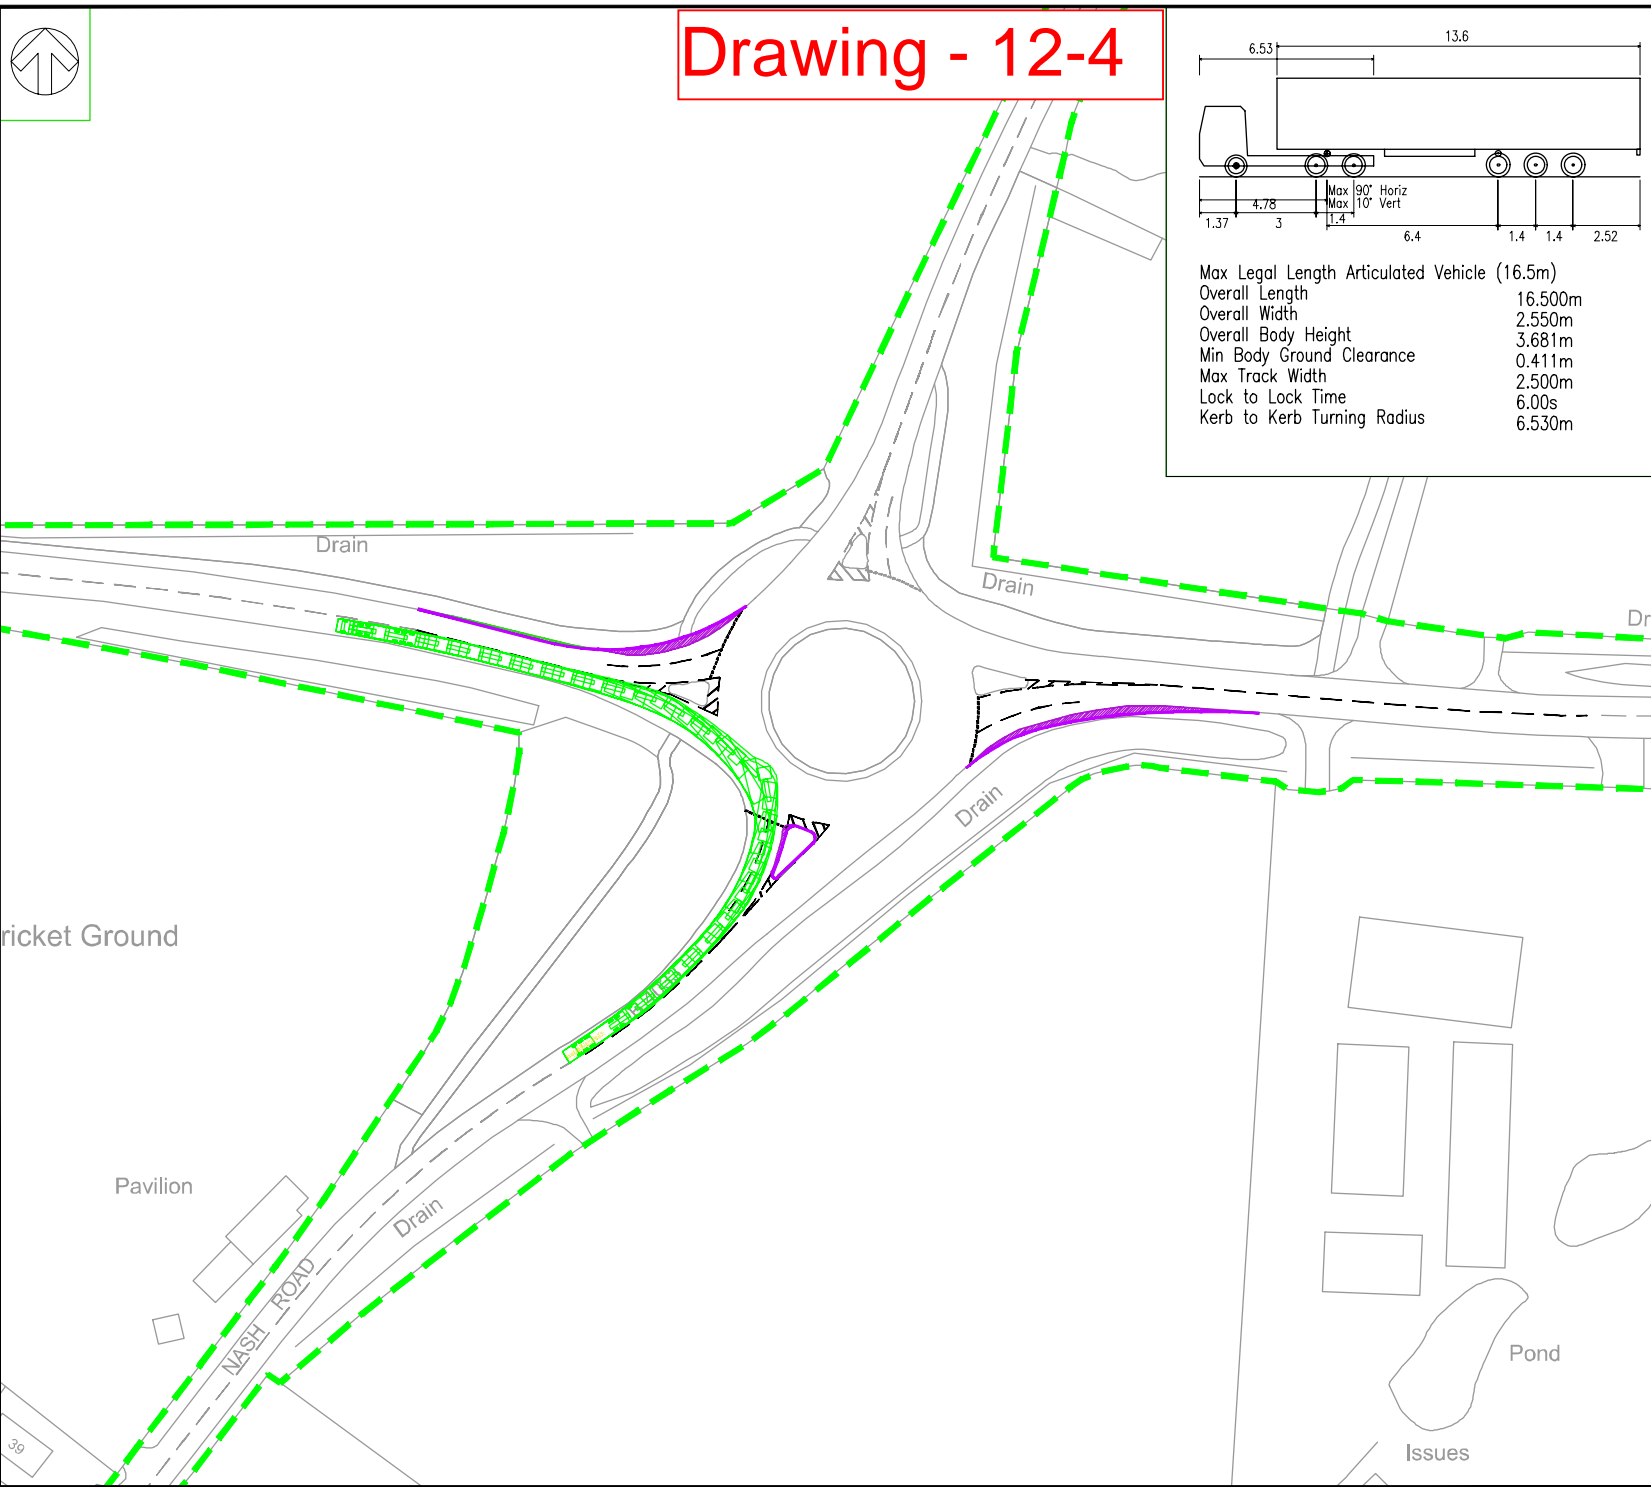 Drawing - 12-4
13.6
6.53
Max 90° Horiz
Max 10° Vert
4.78
1.4
1.37
3
6.4
1.4
1.4
2.52
Max Legal Length Articulated Vehicle (16.5m)
Overall Length 16.500m
Overall Width 2.550m
Overall Body Height 3.681m
Min Body Ground Clearance 0.411m
Max Track Width 2.500m
Lock to Lock Time 6.00s
Kerb to Kerb Turning Radius 6.530m
Drain
Drain
Dr
Drain
ricket Ground
Pavilion
Drain
NASH ROAD
39
Pond
Issues